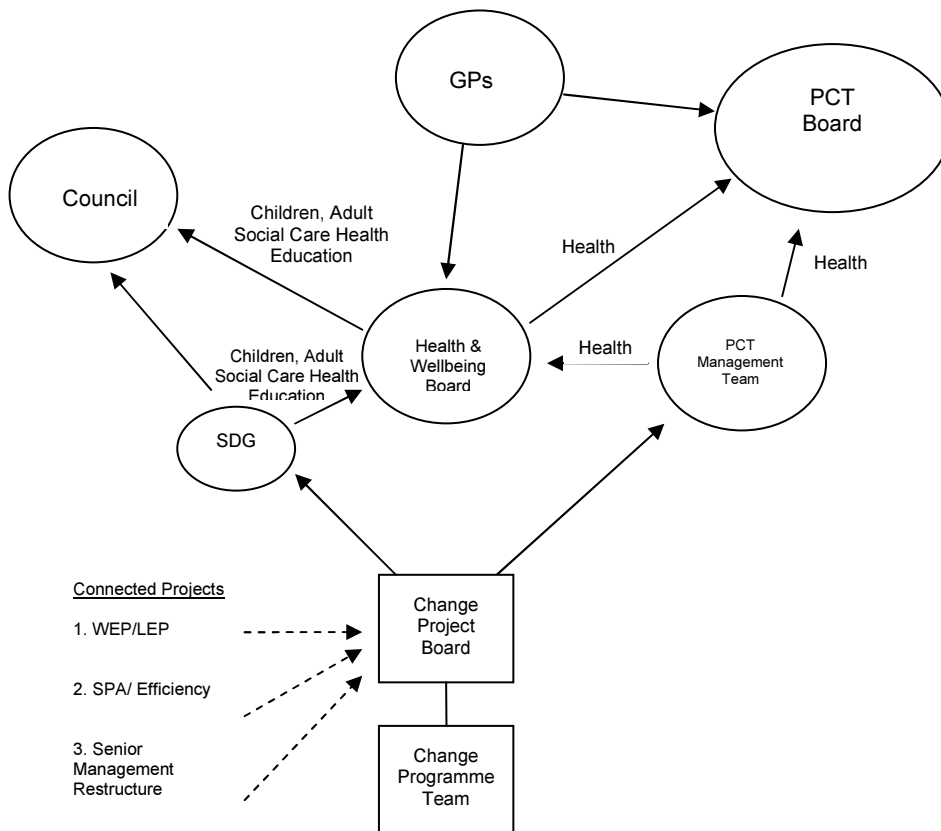 GPs
PCT
Board
Council
Children, Adult
Social Care Health
Education
Health
Health
Health &
Wellbeing
Board
Health
PCT
Management
Team
Children, Adult
Social Care Health
Education
SDG
Connected Projects
1. WEP/LEP
2. SPA/ Efficiency
3. Senior
Management
Restructure
Change
Project
Board
Change
Programme
Team